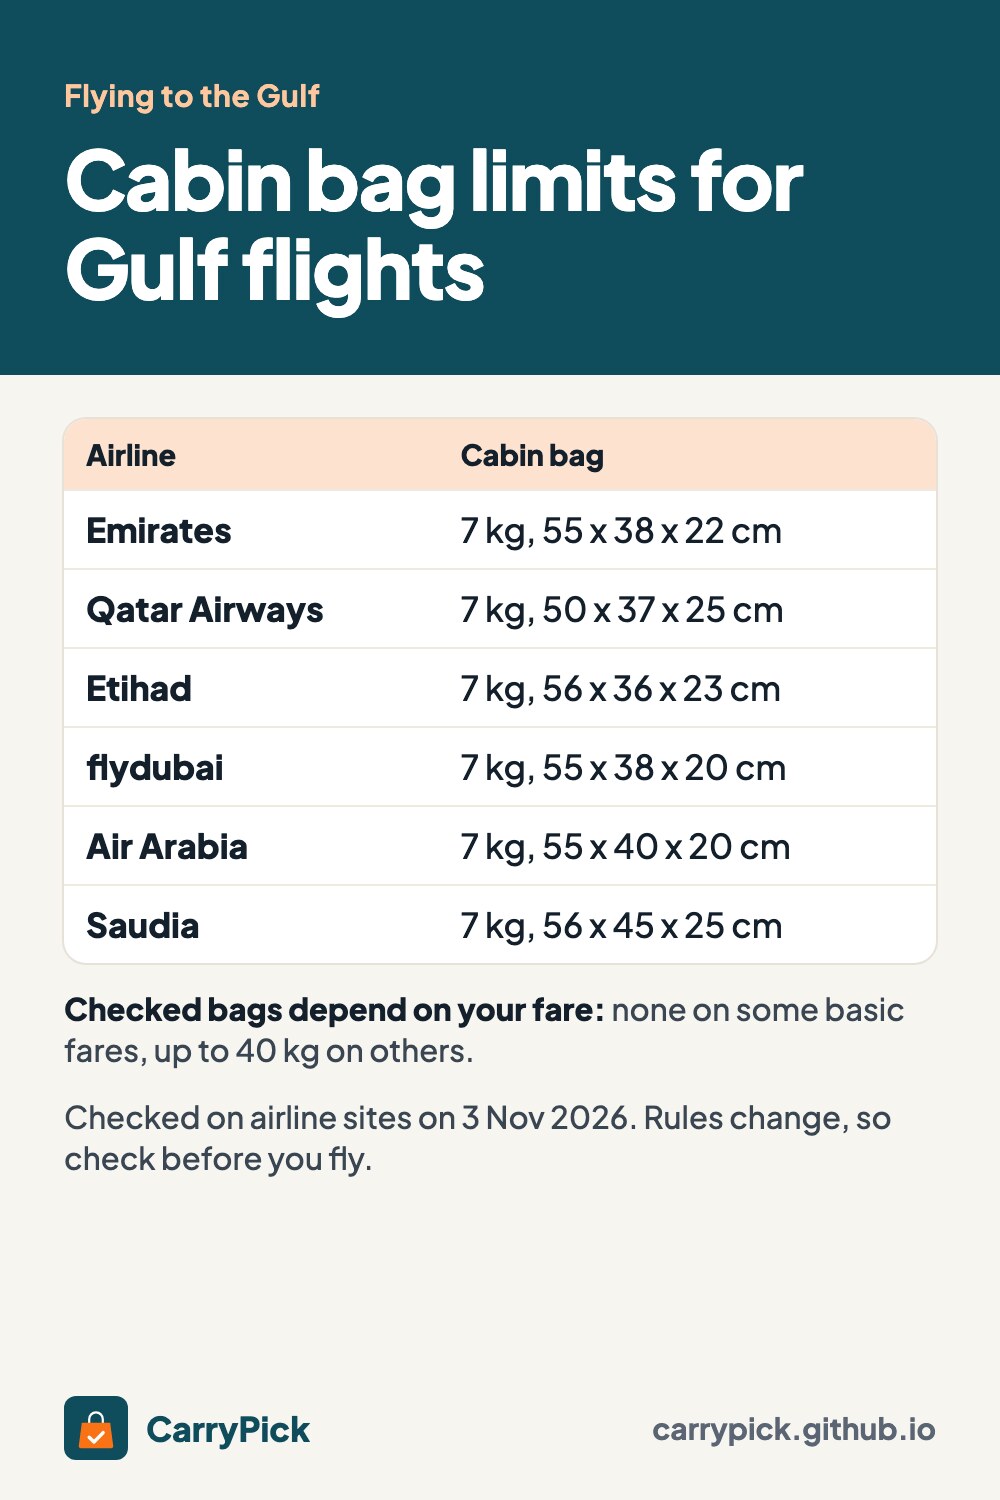 Flying to the Gulf
Cabin bag limits for
Gulf flights
Airline Cabin bag
Emirates 7 kg, 55 x 38 x 22 cm
Qatar Airways 7 kg, 50 x 37 x 25 cm
Etihad 7 kg, 56 x 36 x 23 cm
flydubai 7 kg, 55 x 38 x 20 cm
Air Arabia 7 kg, 55 x 40 x 20 cm
Saudia 7 kg, 56 x 45 x 25 cm
Checked bags depend on your fare: none on some basic
fares, up to 40 kg on others.
Checked on airline sites on 3 Nov 2026. Rules change, so
check before you fly.
CarryPick carrypick.github.io